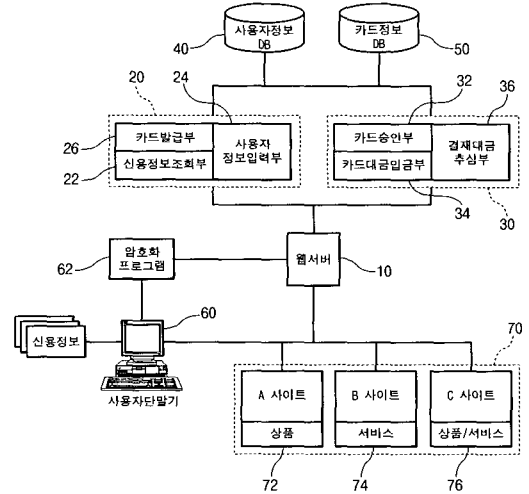 40
사용자정보
DB
카드정보
DB
50
20
24
32
36
26
카드발급부
사용자
정보입력부
22
신용정보조회부
카드승인부
카드대금입금부
결재대금
추심부
34
30
62
암호화
프로그램
웹서버
10
60
신용정보
사용자단말기
70
A 사이트
상품
B 사이트
서비스
C 사이트
상품/서비스
72
74
76